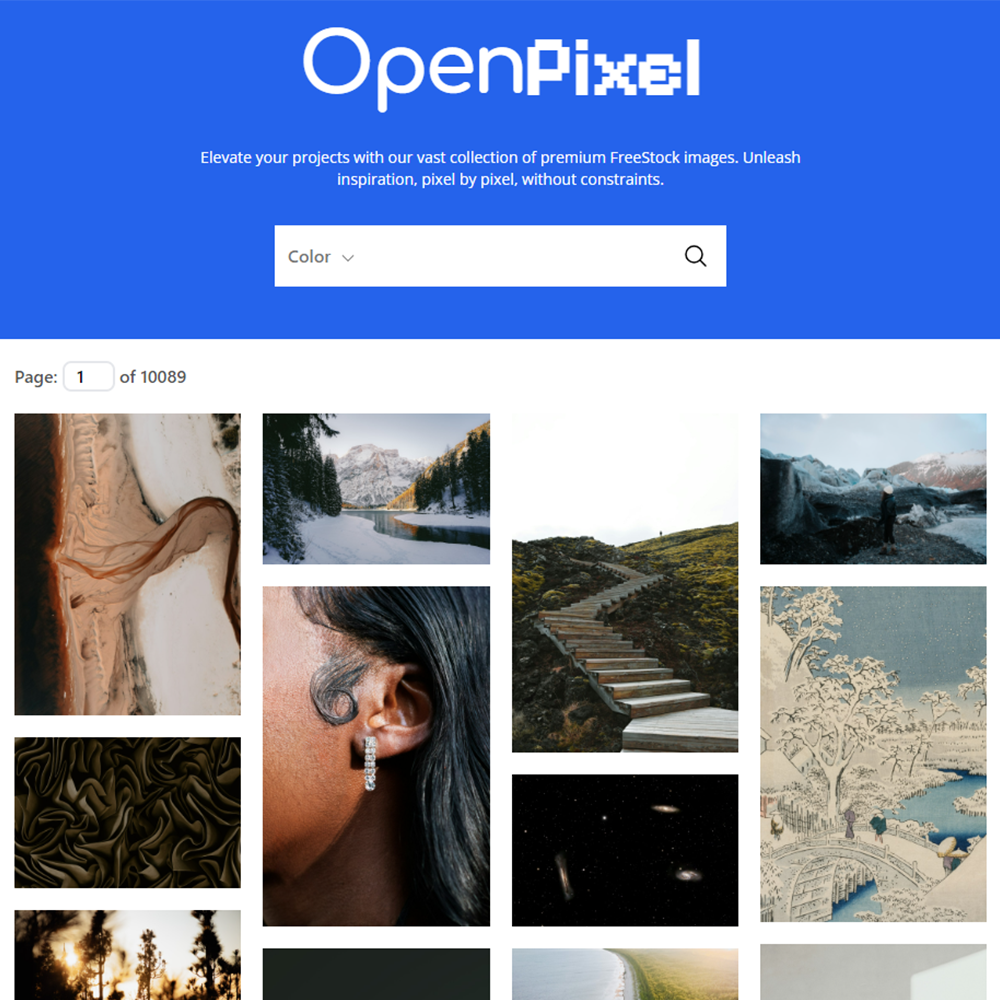 OpenPixel
Elevate your projects with our vast collection of premium FreeStock images. Unleash
inspiration, pixel by pixel, without constraints.
Color
Page: 1 of 10089